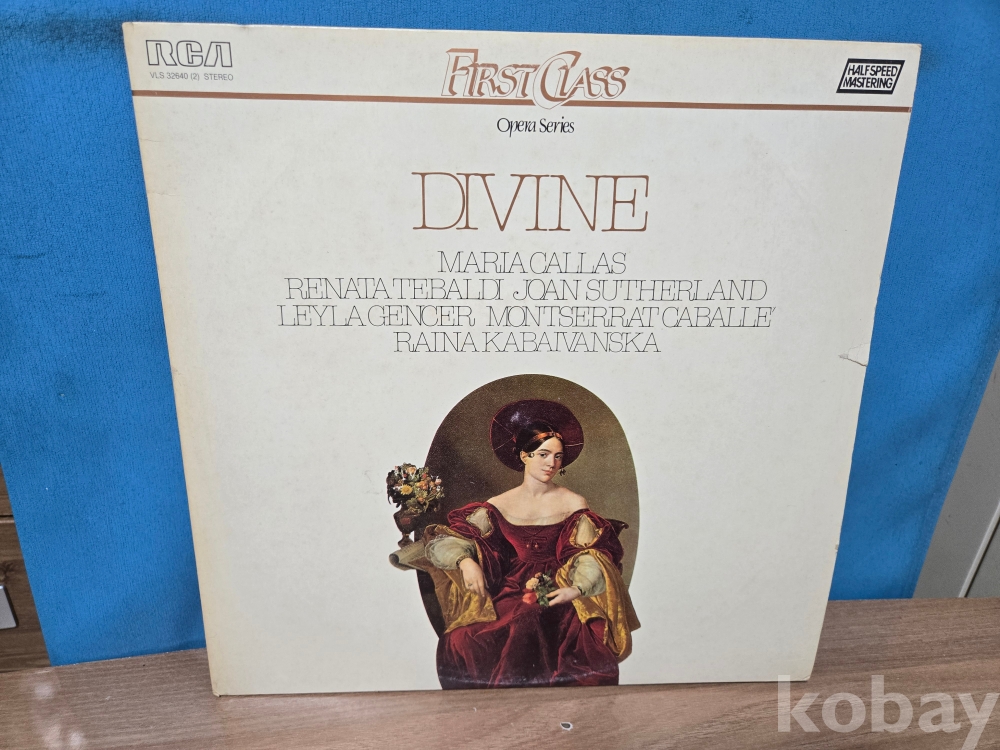 RCA
VLS 32640 (2) STEREO
FIRST CLASS
HALF SPEED
MASTERING
Opera Series
DIVINE
MARIA CALLAS
RENATA TEBALDI JOAN SUTHERLAND
LEYLA GENCER MONTSERRAT CABALLE'
RAINA KABAIVANSKA
kobay